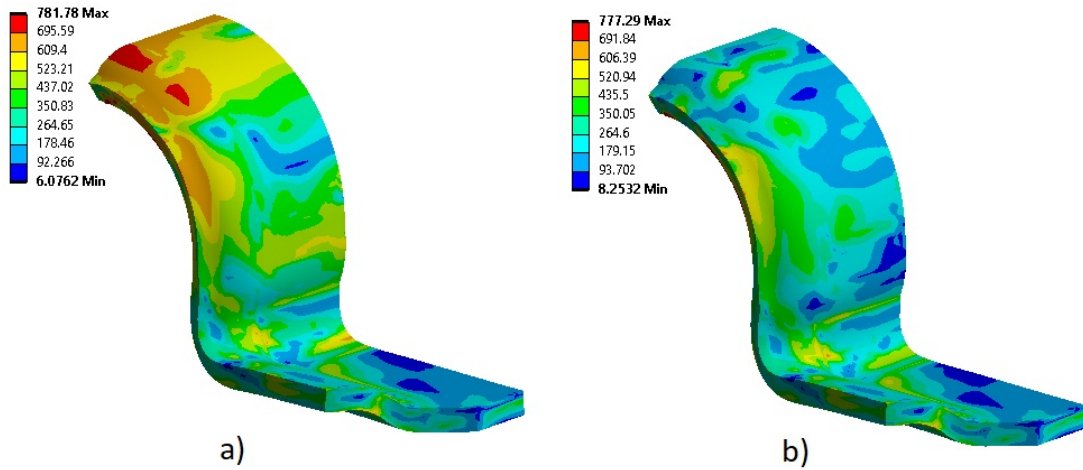 781.78 Max
695.59
609.4
523.21
437.02
350.83
264.65
178.46
92.266
6.0762 Min
777.29 Max
691.84
606.39
520.94
435.5
350.05
264.6
179.15
93.702
8.2532 Min
a)
b)